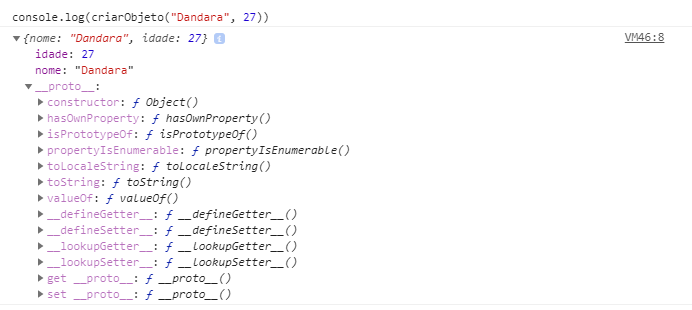 console.log(criarObjeto("Dandara", 27))
▼{nome: "Dandara", idade: 27} i VM46:8
idade: 27
nome: "Dandara"
▼__proto__:
▶constructor: ƒ Object()
▶hasOwnProperty: ƒ hasOwnProperty()
▶isPrototypeOf: ƒ isPrototypeOf()
▶propertyIsEnumerable: ƒ propertyIsEnumerable()
▶toLocaleString: ƒ toLocaleString()
▶toString: ƒ toString()
▶valueOf: ƒ valueOf()
▶__defineGetter__: ƒ __defineGetter__()
▶__defineSetter__: ƒ __defineSetter__()
▶__lookupGetter__: ƒ __lookupGetter__()
▶__lookupSetter__: ƒ __lookupSetter__()
▶get __proto__: ƒ __proto__()
▶set __proto__: ƒ __proto__()